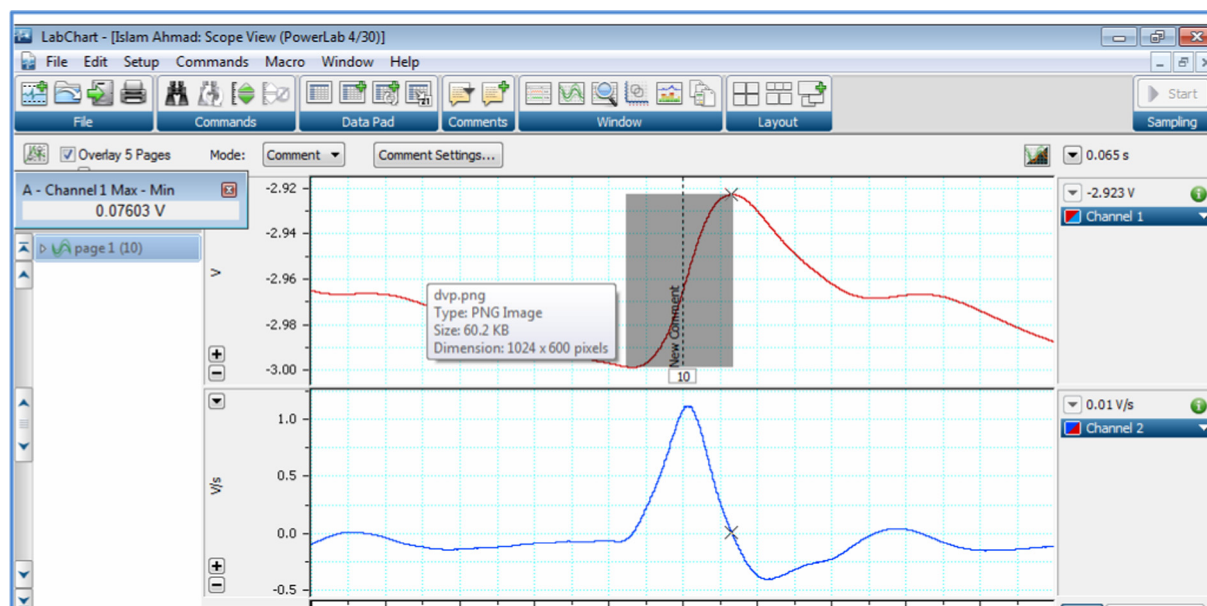 LabChart - [Islam Ahmad: Scope View (PowerLab 4/30)]
File Edit Setup Commands Macro Window Help
Start
File Commands Data Pad Comments Window Layout Sampling
Overlay 5 Pages Mode: Comment Comment Settings... 0.065 s
A - Channel 1 Max - Min
0.07603 V
page 1 (10)
-2.92
-2.94
-2.96
-2.98
-3.00
V
dvp.png
Type: PNG Image
Size: 60.2 KB
Dimension: 1024 x 600 pixels
New Comment
10
-2.923 V
Channel 1
1.0
0.5
0.0
-0.5
V/s
0.01 V/s
Channel 2